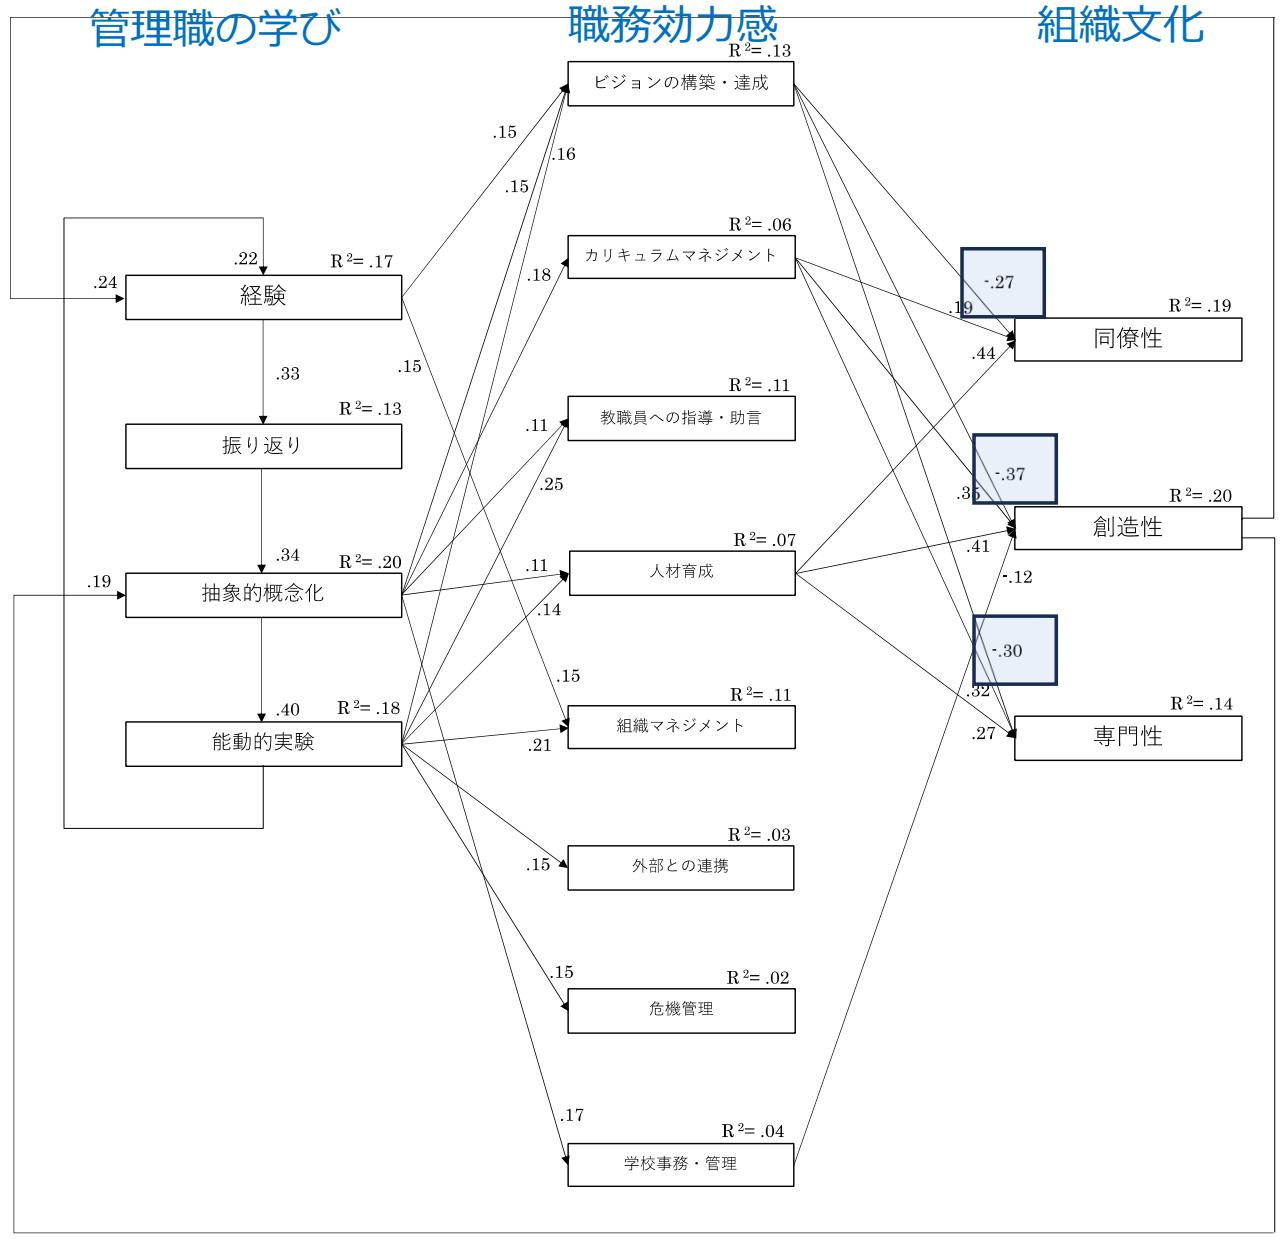 管理職の学び
職務効力感
組織文化
R²= .13
ビジョンの構築・達成
.15
.16
.15
R²= .06
カリキュラムマネジメント
.22
R²= .17
.24
経験
.18
-.27
.19
R²= .19
同僚性
.44
.33
.15
R²= .13
振り返り
R²= .11
教職員への指導・助言
.11
.25
-.37
.35
R²= .20
創造性
.41
-.12
.34
R²= .20
.19
抽象的概念化
R²= .07
人材育成
.11
.14
-.30
.32
R²= .14
専門性
.27
.40
R²= .18
能動的実験
.15
R²= .11
組織マネジメント
.21
R²= .03
外部との連携
.15
.15
R²= .02
危機管理
.17
R²= .04
学校事務・管理